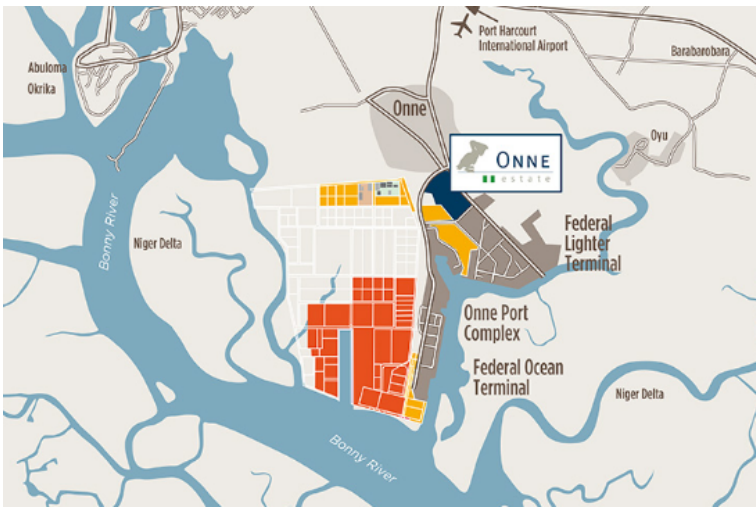 Port Harcourt
International Airport
Barabarobara
Abuloma
Okrika
Onne
Oyu
ONNE
estate
Federal
Lighter
Terminal
Bonny River
Niger Delta
Onne Port
Complex
Federal Ocean
Terminal
Niger Delta
Bonny River